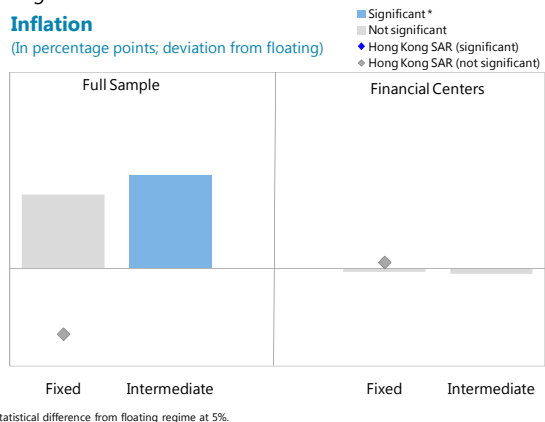 Inflation
(In percentage points; deviation from floating)
Significant *
Not significant
Hong Kong SAR (significant)
Hong Kong SAR (not significant)
Full Sample
Financial Centers
Fixed
Intermediate
Fixed
Intermediate
tatistical difference from floating regime at 5%.